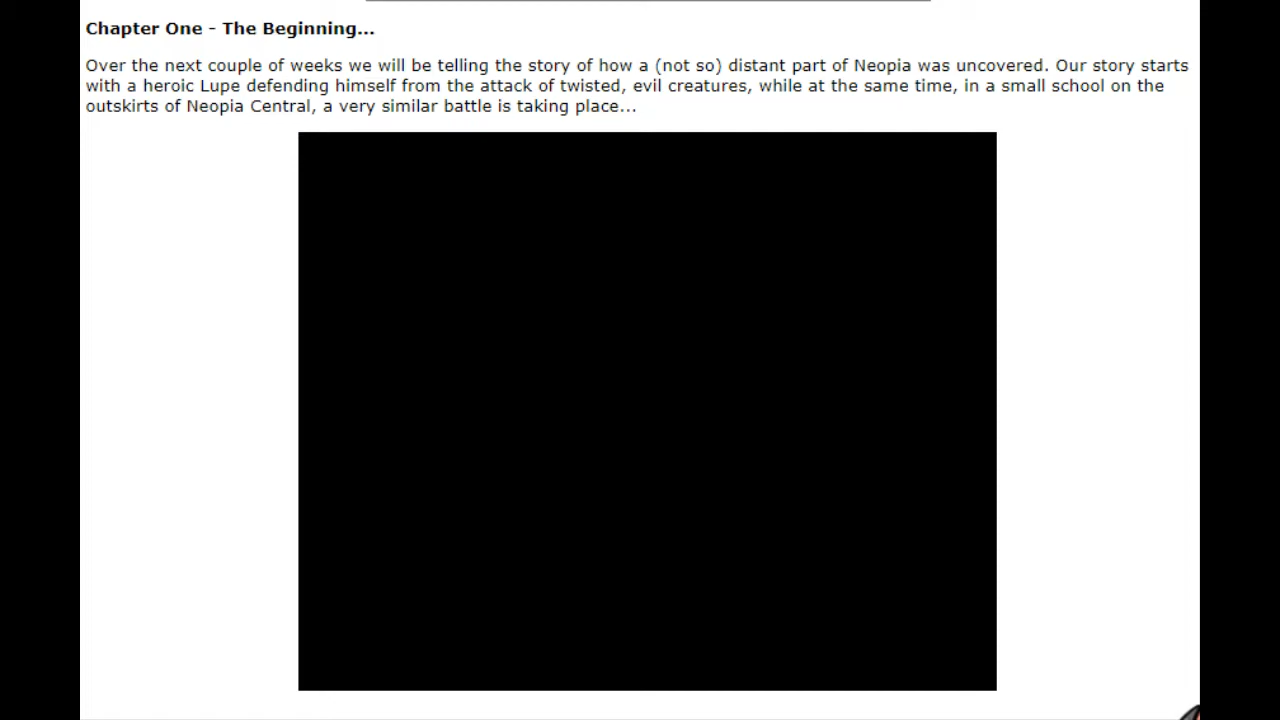 Chapter One - The Beginning...
Over the next couple of weeks we will be telling the story of how a (not so) distant part of Neopia was uncovered. Our story starts
with a heroic Lupe defending himself from the attack of twisted, evil creatures, while at the same time, in a small school on the
outskirts of Neopia Central, a very similar battle is taking place...